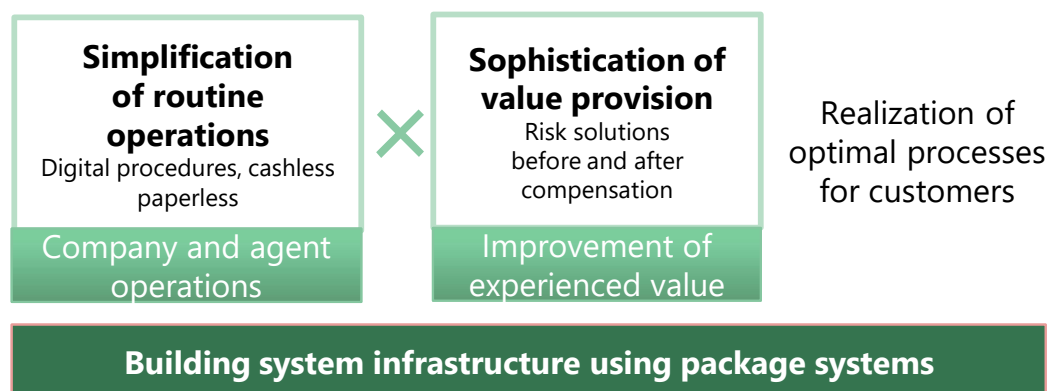 Simplification
of routine
operations
Digital procedures, cashless
paperless
Company and agent
operations
×
Sophistication of
value provision
Risk solutions
before and after
compensation
Improvement of
experienced value
Realization of
optimal processes
for customers
Building system infrastructure using package systems